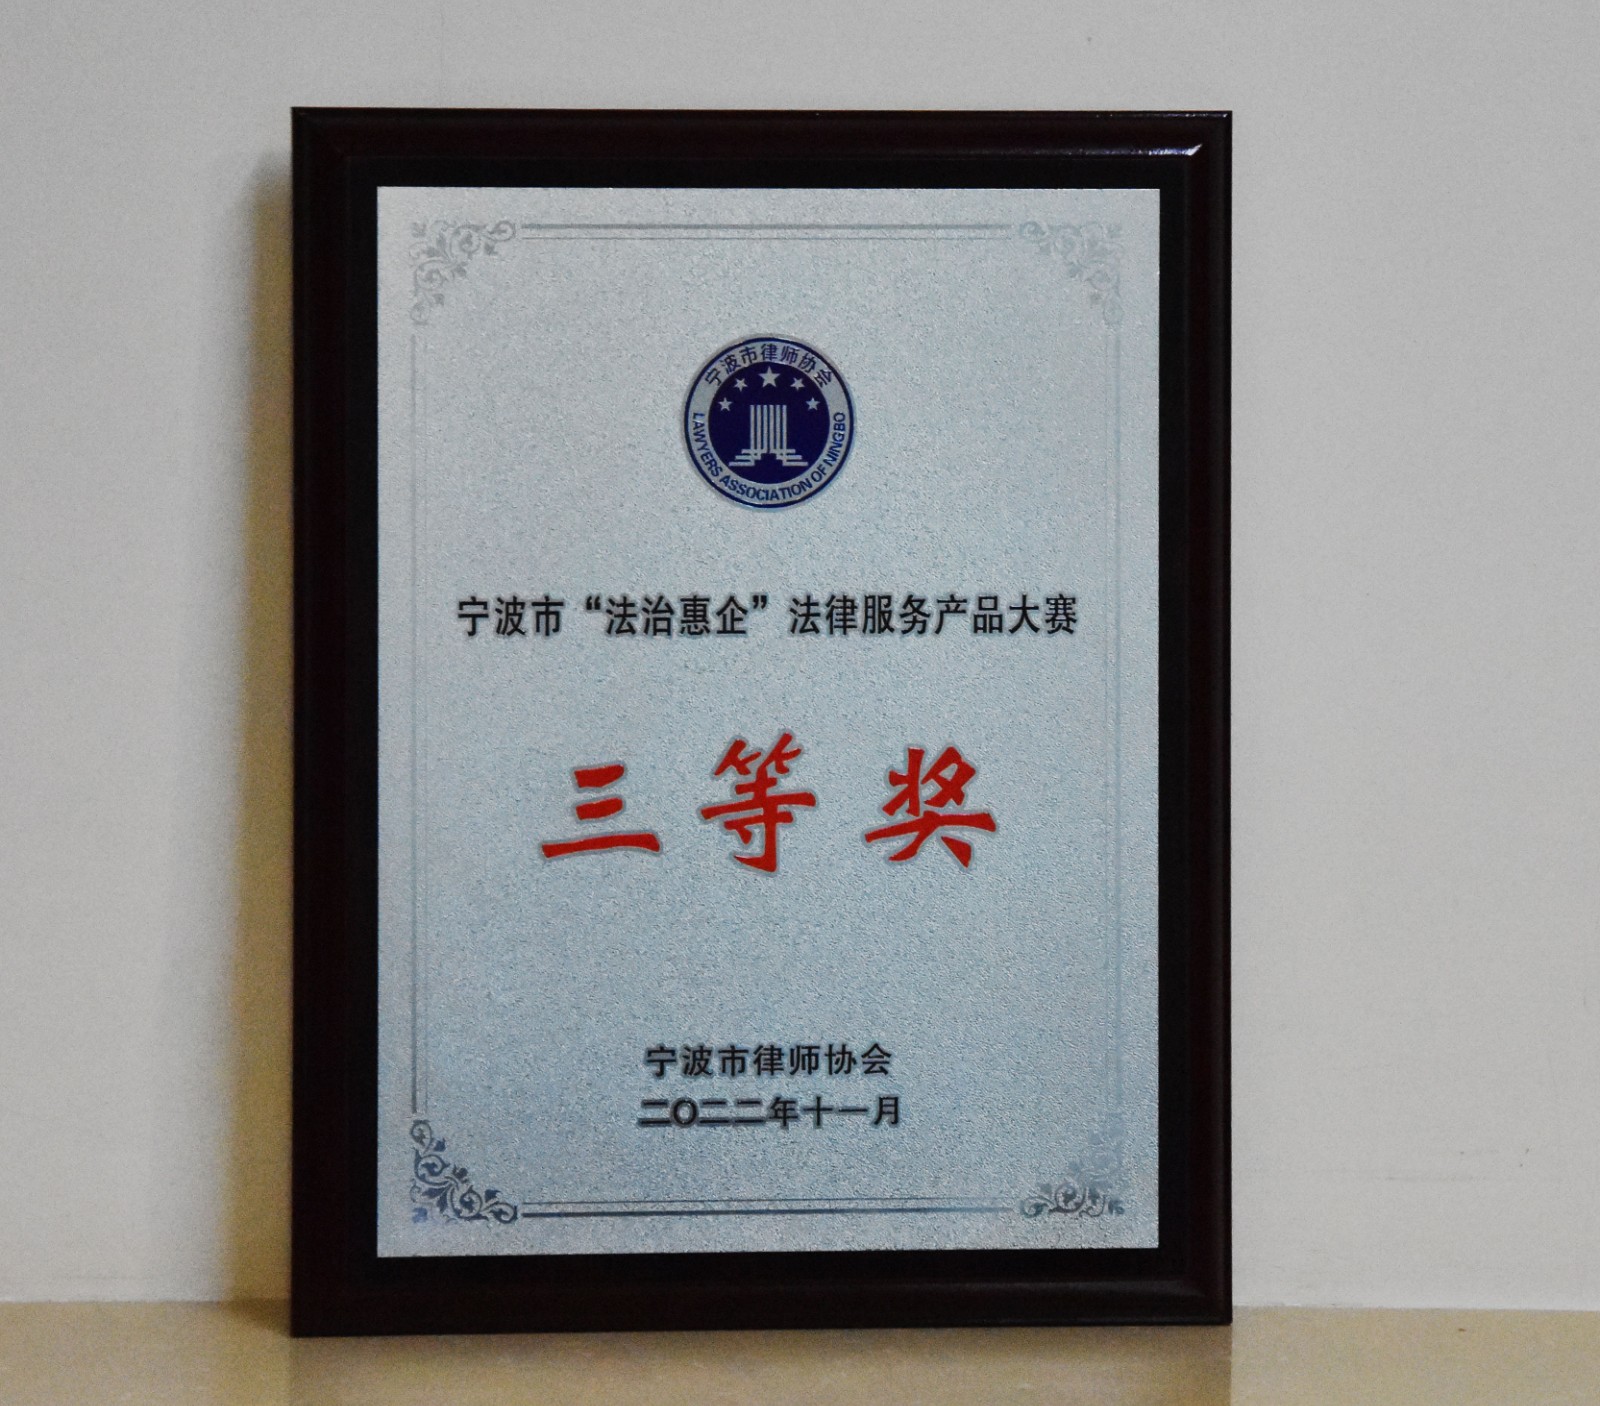 宁波市律师协会
LAWYERS ASSOCIATION OF NINGBO
宁波市“法治惠企”法律服务产品大赛
三等奖
宁波市律师协会
二〇二二年十一月